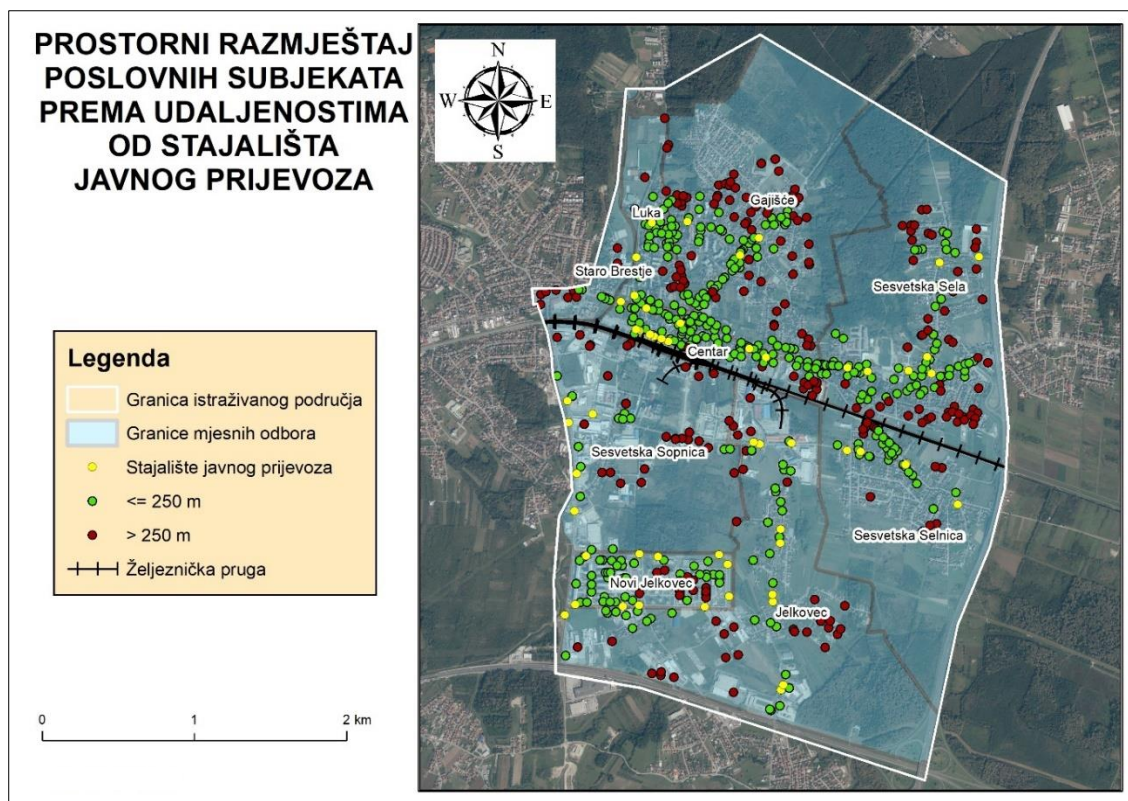 PROSTORNI RAZMJEŠTAJ
POSLOVNIH SUBJEKATA
PREMA UDALJENOSTIMA
OD STAJALIŠTA
JAVNOG PRIJEVOZA
N
W
E
S
Gajišće
Luka
Staro Brestje
Sesvetska Sela
Centar
Sesvetska Sopnica
Sesvetska Selnica
Novi Jelkovec
Jelkovec
Legenda
Granica istraživanog područja
Granice mjesnih odbora
Stajalište javnog prijevoza
<= 250 m
> 250 m
Željeznička pruga
0 1 2 km